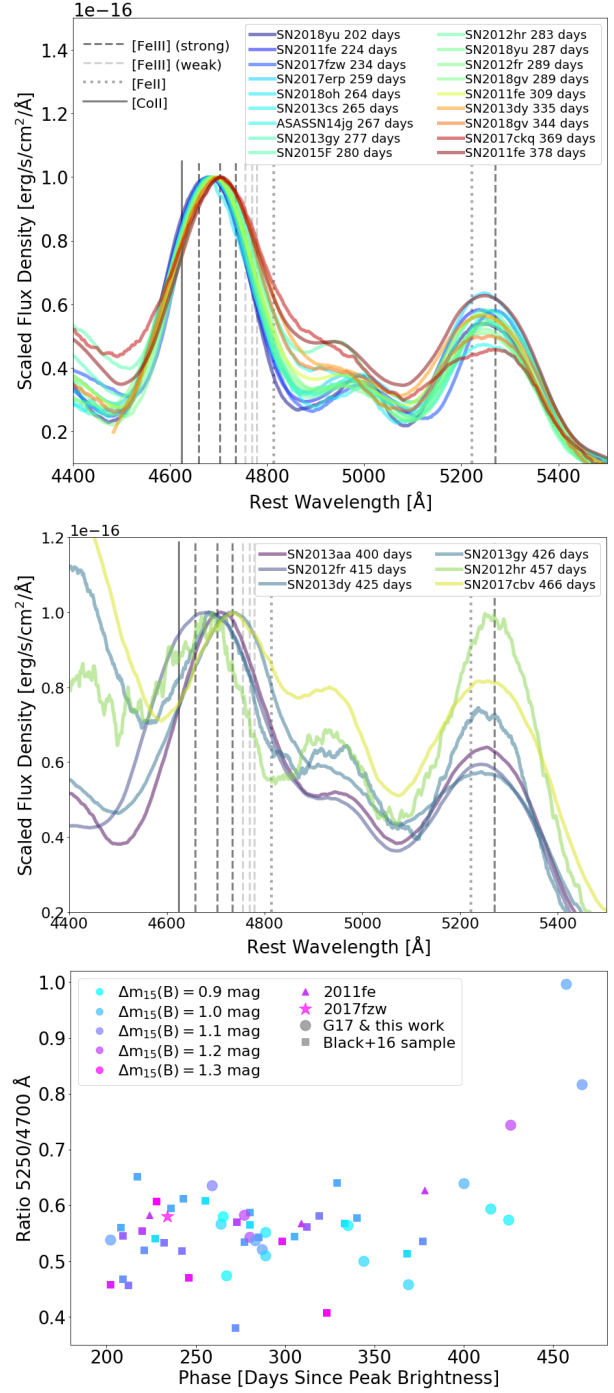 1e−16
[FeIII] (strong)
[FeIII] (weak)
[FeII]
[CoII]
SN2018yu 202 days
SN2011fe 224 days
SN2017fzw 234 days
SN2017erp 259 days
SN2018oh 264 days
SN2013cs 265 days
ASASSN14jg 267 days
SN2013gy 277 days
SN2015F 280 days
SN2012hr 283 days
SN2018yu 287 days
SN2012fr 289 days
SN2018gv 289 days
SN2011fe 309 days
SN2013dy 335 days
SN2018gv 344 days
SN2017ckq 369 days
SN2011fe 378 days
Scaled Flux Density [erg/s/cm²/Å]
1.4
1.2
1.0
0.8
0.6
0.4
0.2
4400 4600 4800 5000 5200 5400
Rest Wavelength [Å]
1e−16
SN2013aa 400 days
SN2012fr 415 days
SN2013dy 425 days
SN2013gy 426 days
SN2012hr 457 days
SN2017cbv 466 days
Scaled Flux Density [erg/s/cm²/Å]
1.2
1.0
0.8
0.6
0.4
0.2
4400 4600 4800 5000 5200 5400
Rest Wavelength [Å]
Δm₁₅(B) = 0.9 mag
Δm₁₅(B) = 1.0 mag
Δm₁₅(B) = 1.1 mag
Δm₁₅(B) = 1.2 mag
Δm₁₅(B) = 1.3 mag
2011fe
2017fzw
G17 & this work
Black+16 sample
Ratio 5250/4700 Å
1.0
0.9
0.8
0.7
0.6
0.5
0.4
200 250 300 350 400 450
Phase [Days Since Peak Brightness]